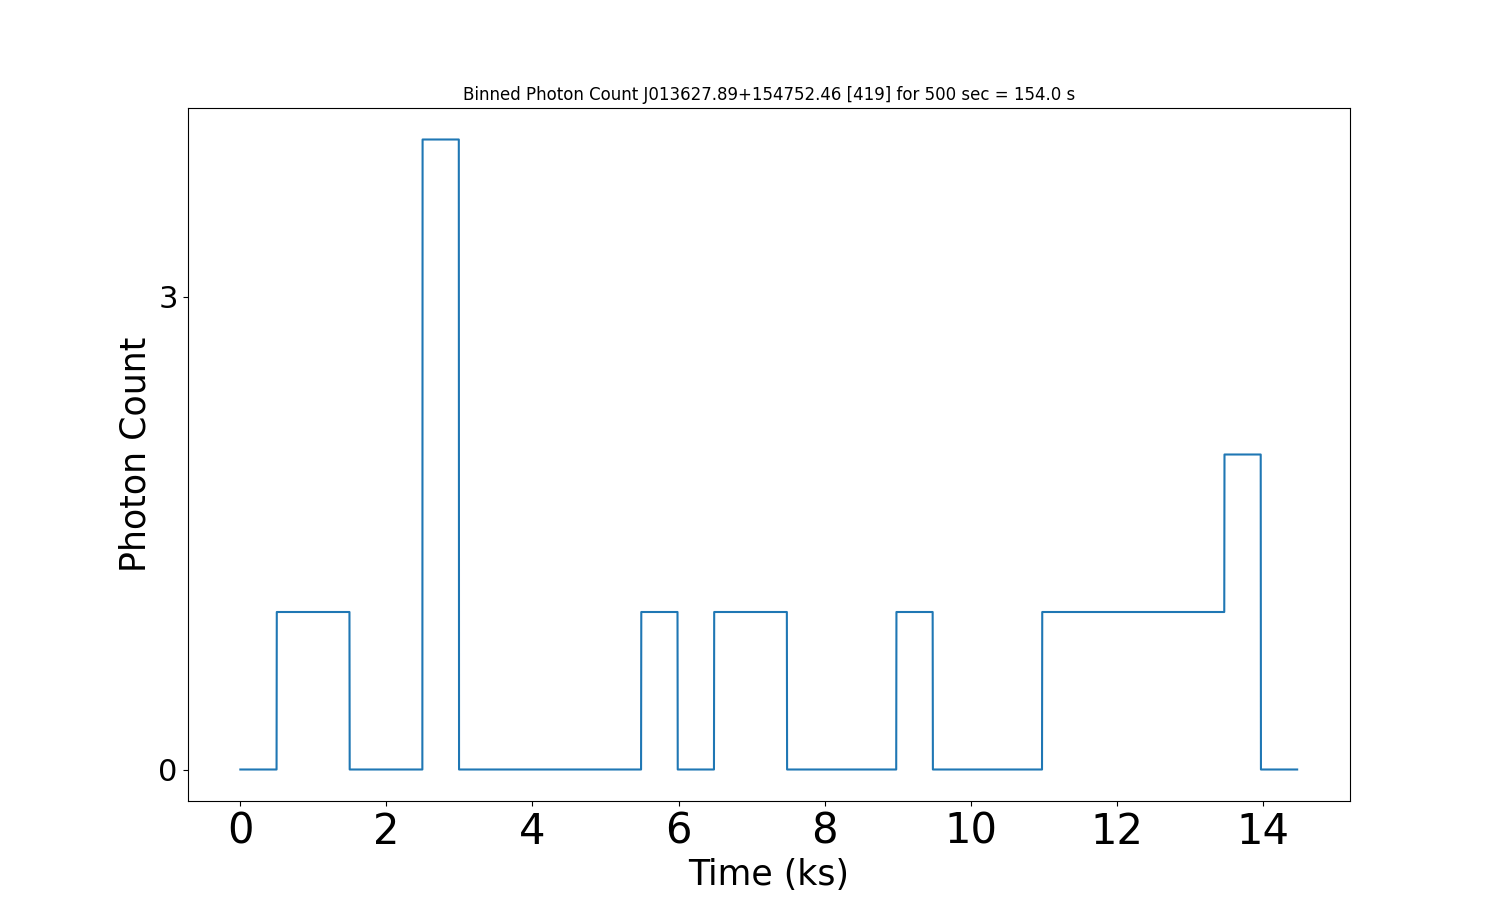 Binned Photon Count J013627.89+154752.46 [419] for 500 sec = 154.0 s
3
Photon Count
0
0 2 4 6 8 10 12 14
Time (ks)